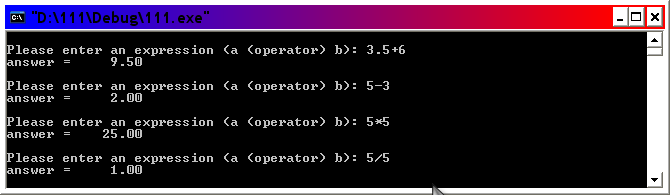 "D:\111\Debug\111.exe"
Please enter an expression (a (operator) b): 3.5+6
answer =     9.50
Please enter an expression (a (operator) b): 5-3
answer =     2.00
Please enter an expression (a (operator) b): 5*5
answer =    25.00
Please enter an expression (a (operator) b): 5/5
answer =     1.00